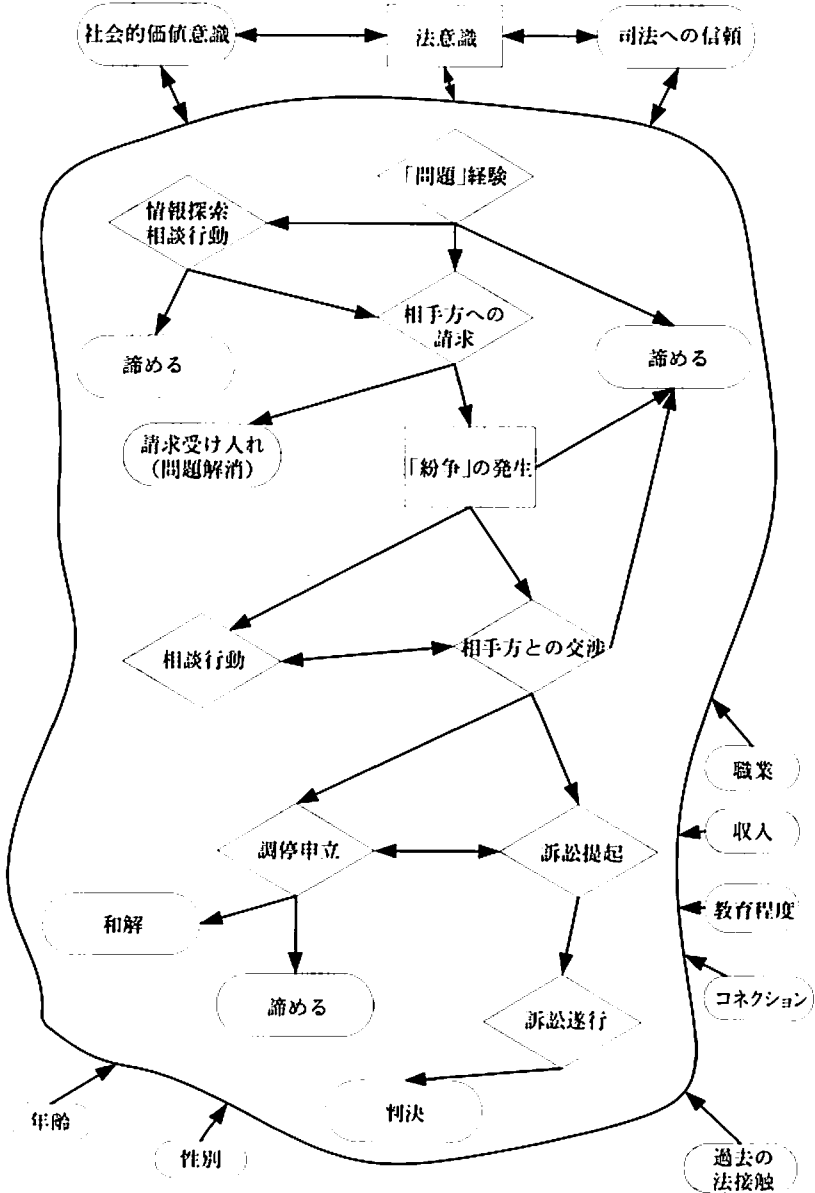 社会的価値意識
法意識
司法への信頼
「問題」経験
情報探索
相談行動
相手方への
請求
諦める
諦める
請求受け入れ
(問題解消)
「紛争」の発生
相談行動
相手方との交渉
職業
調停申立
訴訟提起
収入
和解
教育程度
諦める
コネクション
訴訟遂行
年齢
判決
性別
過去の
法接触